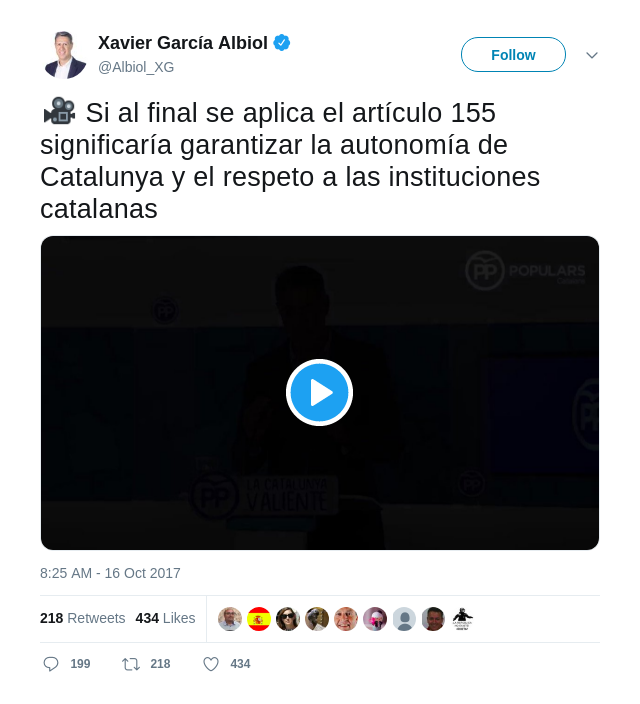 Xavier García Albiol
@Albiol_XG
Follow
🎥 Si al final se aplica el artículo 155
significaría garantizar la autonomía de
Catalunya y el respeto a las instituciones
catalanas
PP POPULARS
PP
LA CATALUNYA
PP VALIENTE
8:25 AM - 16 Oct 2017
218 Retweets 434 Likes
199 218 434